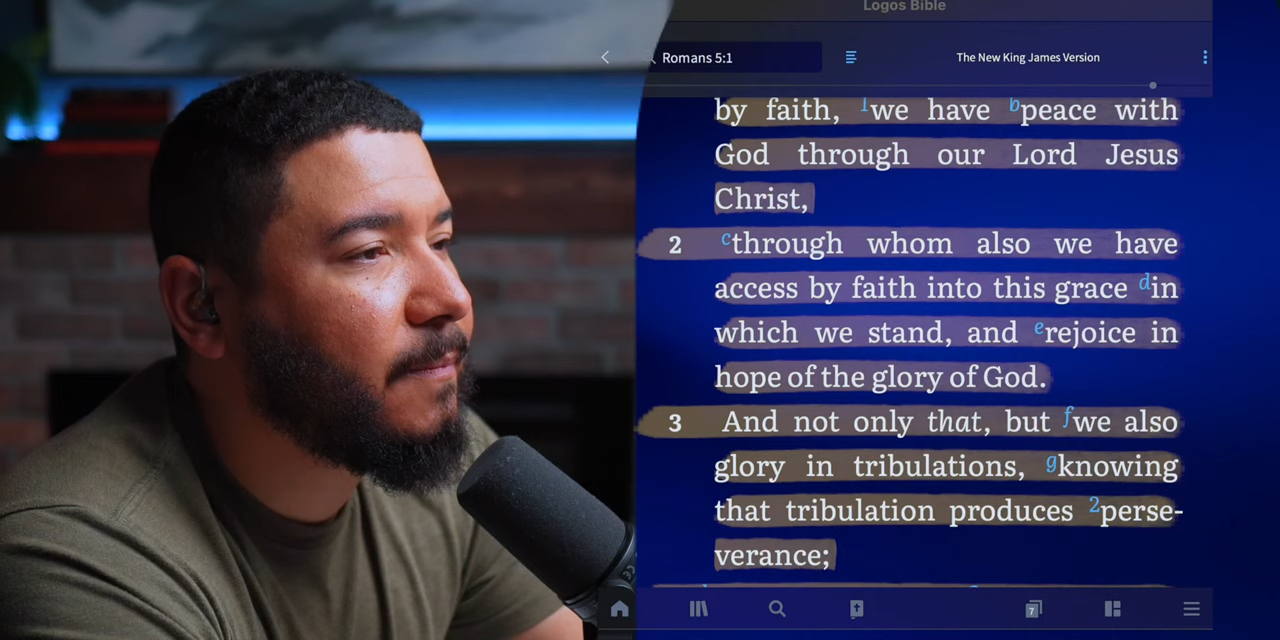 Logos Bible
Romans 5:1
The New King James Version
by faith, 1we have bpeace with
God through our Lord Jesus
Christ,
2 cthrough whom also we have
access by faith into this grace din
which we stand, and erejoice in
hope of the glory of God.
3 And not only that, but fwe also
glory in tribulations, gknowing
that tribulation produces 2perse-
verance;
7